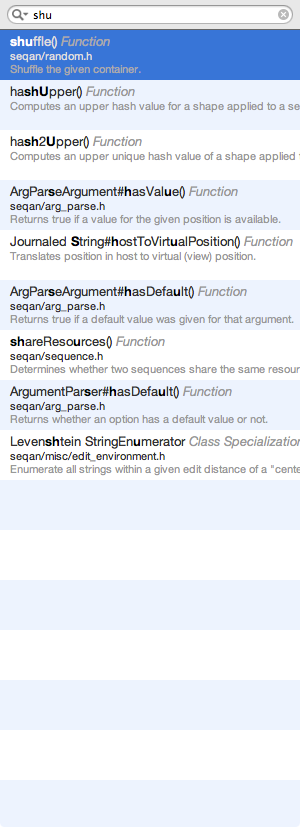 shu
shuffle() Function
seqan/random.h
Shuffle the given container.
hashUpper() Function
Computes an upper hash value for a shape applied to a se
hash2Upper() Function
Computes an upper unique hash value of a shape applied
ArgParseArgument#hasValue() Function
seqan/arg_parse.h
Returns true if a value for the given position is available.
Journaled String#hostToVirtualPosition() Function
Translates position in host to virtual (view) position.
ArgParseArgument#hasDefault() Function
seqan/arg_parse.h
Returns true if a default value was given for that argument.
shareResources() Function
seqan/sequence.h
Determines whether two sequences share the same resour
ArgumentParser#hasDefault() Function
seqan/arg_parse.h
Returns whether an option has a default value or not.
Levenshtein StringEnumerator Class Specialization
seqan/misc/edit_environment.h
Enumerate all strings within a given edit distance of a "cente